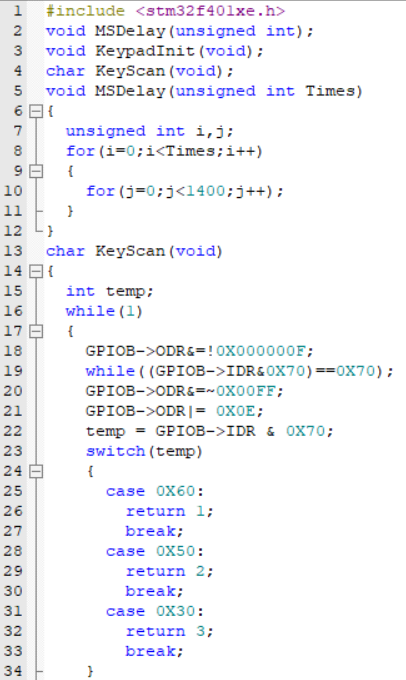 1 #include <stm32f401xe.h>
2 void MSDelay(unsigned int);
3 void KeypadInit(void);
4 char KeyScan(void);
5 void MSDelay(unsigned int Times)
6 {
7 unsigned int i,j;
8 for(i=0;i<Times;i++)
9 {
10 for(j=0;j<1400;j++);
11 }
12 }
13 char KeyScan(void)
14 {
15 int temp;
16 while(1)
17 {
18 GPIOB->ODR&=!0X000000F;
19 while((GPIOB->IDR&0X70)==0X70);
20 GPIOB->ODR&=~0X00FF;
21 GPIOB->ODR|= 0X0E;
22 temp = GPIOB->IDR & 0X70;
23 switch(temp)
24 {
25 case 0X60:
26 return 1;
27 break;
28 case 0X50:
29 return 2;
30 break;
31 case 0X30:
32 return 3;
33 break;
34 }